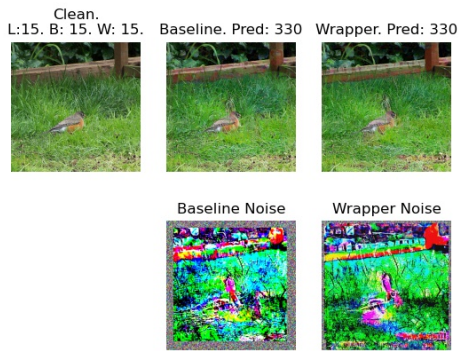 Clean.
L:15. B: 15. W: 15.
Baseline. Pred: 330
Wrapper. Pred: 330
Baseline Noise
Wrapper Noise